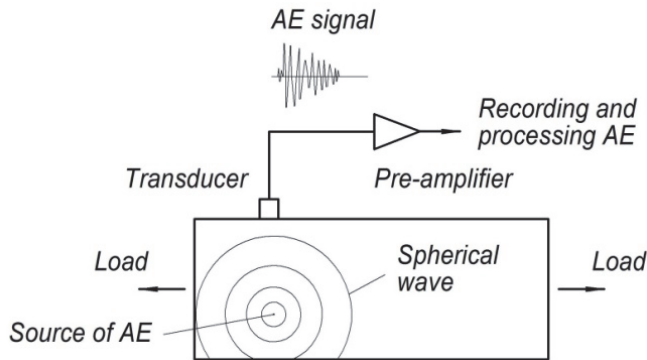 AE signal
Recording and
processing AE
Transducer
Pre-amplifier
Load
Spherical
wave
Load
Source of AE